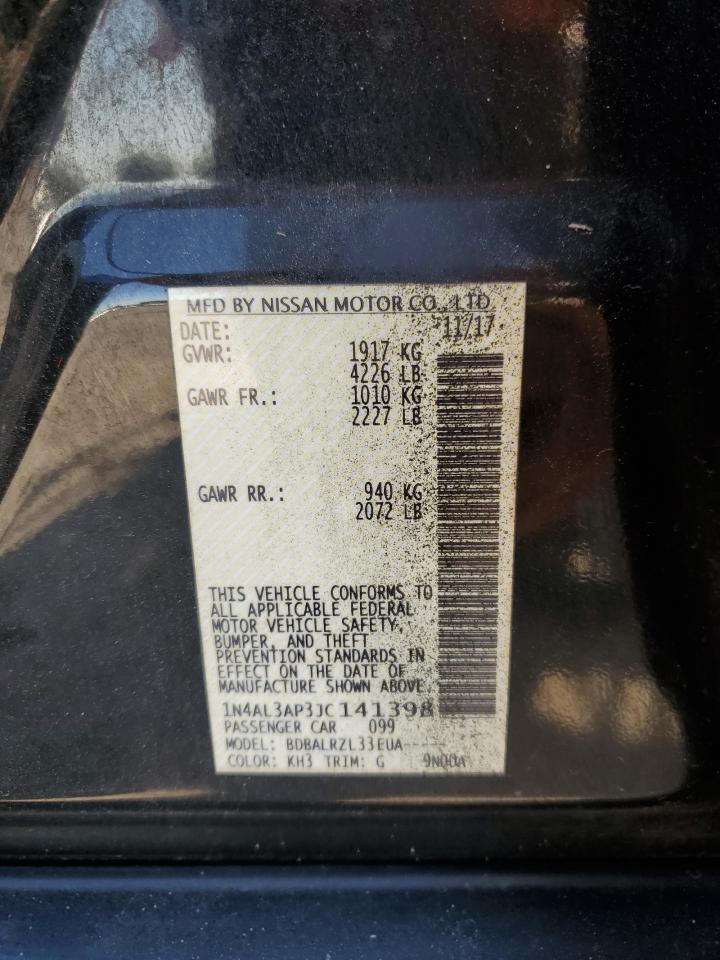 MFD BY NISSAN MOTOR CO., LTD.
DATE: 11/17
GVWR: 1917 KG
4226 LB
GAWR FR.: 1010 KG
2227 LB
GAWR RR.: 940 KG
2072 LB
THIS VEHICLE CONFORMS TO
ALL APPLICABLE FEDERAL
MOTOR VEHICLE SAFETY,
BUMPER, AND THEFT
PREVENTION STANDARDS IN
EFFECT ON THE DATE OF
MANUFACTURE SHOWN ABOVE.
1N4AL3AP3JC141398
PASSENGER CAR 099
MODEL: BDBALRZL33EUA-----
COLOR: KH3 TRIM: G 9N00A